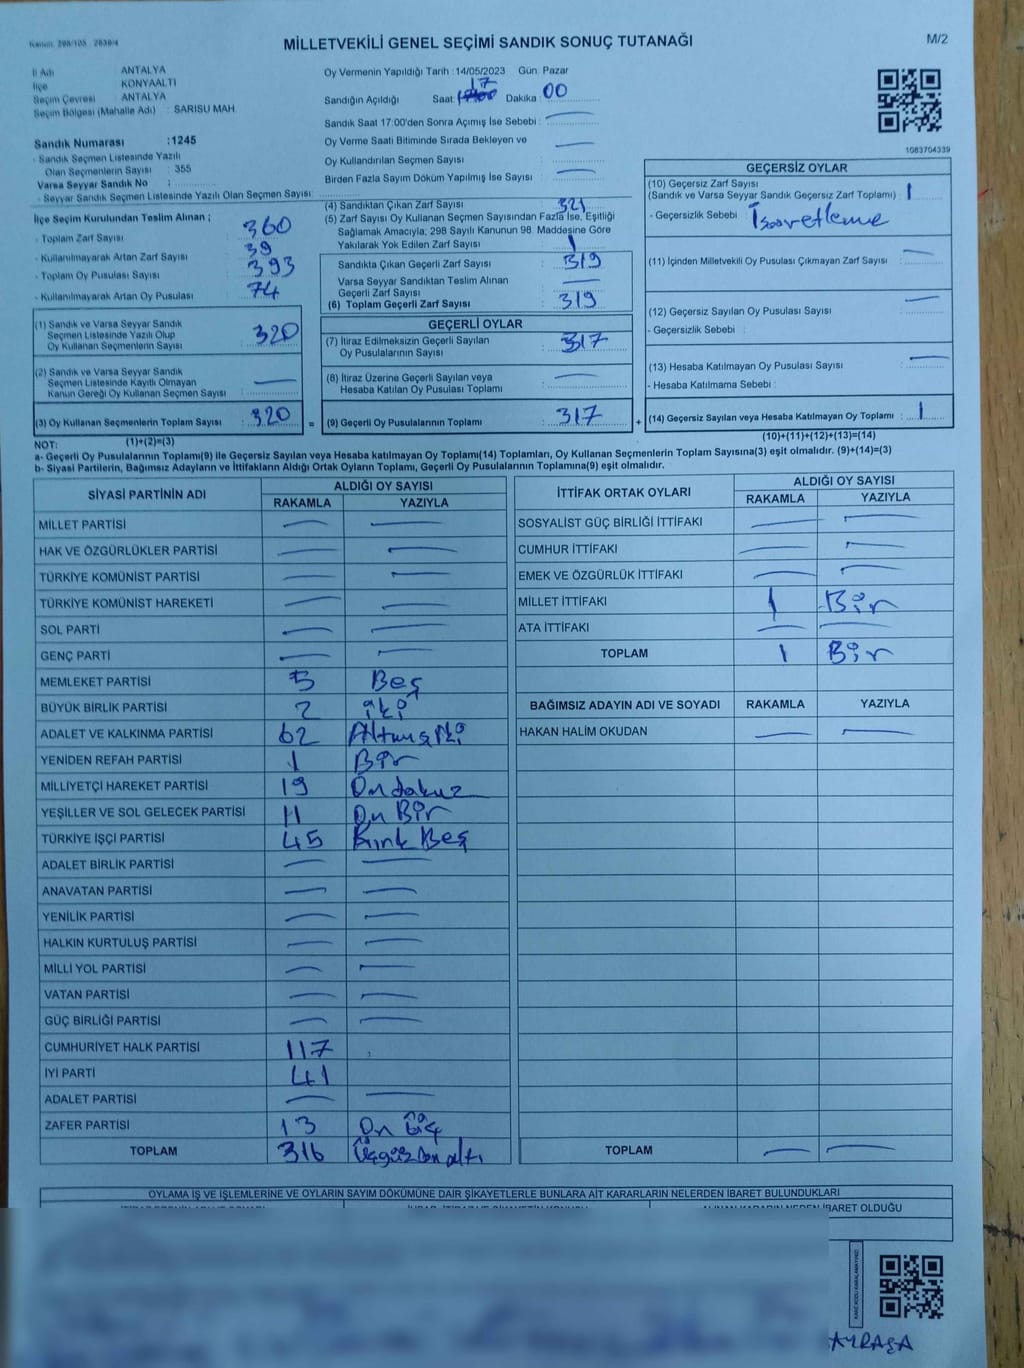 Kanun: 298/105 2839/4
MİLLETVEKİLİ GENEL SEÇİMİ SANDIK SONUÇ TUTANAĞI
M/2
İl Adı ANTALYA
İlçe KONYAALTI
Seçim Çevresi : ANTALYA
Seçim Bölgesi (Mahalle Adı) : SARISU MAH.
Sandık Numarası :1245
- Sandık Seçmen Listesinde Yazılı
Olan Seçmenlerin Sayısı : 355
Varsa Seyyar Sandık No :
- Seyyar Sandık Seçmen Listesinde Yazılı Olan Seçmen Sayısı:
Oy Vermenin Yapıldığı Tarih :14/05/2023 Gün: Pazar
Sandığın Açıldığı Saat: 17 Dakika : 00
Sandık Saat 17:00'den Sonra Açımış İse Sebebi : —
Oy Verme Saati Bitiminde Sırada Bekleyen ve
Oy Kullandırılan Seçmen Sayısı : —
Birden Fazla Sayım Döküm Yapılmış İse Sayısı : —
1083704339
İlçe Seçim Kurulundan Teslim Alınan ;
- Toplam Zarf Sayısı : 360
- Kullanılmayarak Artan Zarf Sayısı : 39
- Toplam Oy Pusulası Sayısı : 393
- Kullanılmayarak Artan Oy Pusulası : 74
(4) Sandıktan Çıkan Zarf Sayısı : 321
(5) Zarf Sayısı Oy Kullanan Seçmen Sayısından Fazla İse, Eşitliği
Sağlamak Amacıyla, 298 Sayılı Kanunun 98. Maddesine Göre
Yakılarak Yok Edilen Zarf Sayısı : 1
Sandıkta Çıkan Geçerli Zarf Sayısı : 319
Varsa Seyyar Sandıktan Teslim Alınan
Geçerli Zarf Sayısı : —
(6) Toplam Geçerli Zarf Sayısı : 319
GEÇERSİZ OYLAR
(10) Geçersiz Zarf Sayısı
(Sandık ve Varsa Seyyar Sandık Geçersiz Zarf Toplamı) : 1
- Geçersizlik Sebebi : İşaretleme
(11) İçinden Milletvekili Oy Pusulası Çıkmayan Zarf Sayısı : —
(12) Geçersiz Sayılan Oy Pusulası Sayısı : —
- Geçersizlik Sebebi :
(13) Hesaba Katılmayan Oy Pusulası Sayısı : —
- Hesaba Katılmama Sebebi :
(14) Geçersiz Sayılan veya Hesaba Katılmayan Oy Toplamı : 1
(1) Sandık ve Varsa Seyyar Sandık
Seçmen Listesinde Yazılı Olup
Oy Kullanan Seçmenlerin Sayısı : 320
(2) Sandık ve Varsa Seyyar Sandık
Seçmen Listesinde Kayıtlı Olmayan
Kanun Gereği Oy Kullanan Seçmen Sayısı : —
(3) Oy Kullanan Seçmenlerin Toplam Sayısı : 320
GEÇERLİ OYLAR
(7) İtiraz Edilmeksizin Geçerli Sayılan
Oy Pusulalarının Sayısı : 317
(8) İtiraz Üzerine Geçerli Sayılan veya
Hesaba Katılan Oy Pusulası Toplamı : —
= (9) Geçerli Oy Pusulalarının Toplamı : 317 +
NOT: (1)+(2)=(3) (10)+(11)+(12)+(13)=(14)
a- Geçerli Oy Pusulalarının Toplamı(9) ile Geçersiz Sayılan veya Hesaba katılmayan Oy Toplamı(14) Toplamları, Oy Kullanan Seçmenlerin Toplam Sayısına(3) eşit olmalıdır. (9)+(14)=(3)
b- Siyasi Partilerin, Bağımsız Adayların ve İttifakların Aldığı Ortak Oyların Toplamı, Geçerli Oy Pusulalarının Toplamına(9) eşit olmalıdır.
SİYASİ PARTİNİN ADI ALDIĞI OY SAYISI
RAKAMLA YAZIYLA
MİLLET PARTİSİ — —
HAK VE ÖZGÜRLÜKLER PARTİSİ — —
TÜRKİYE KOMÜNİST PARTİSİ — —
TÜRKİYE KOMÜNİST HAREKETİ — —
SOL PARTİ — —
GENÇ PARTİ — —
MEMLEKET PARTİSİ 5 Beş
BÜYÜK BİRLİK PARTİSİ 2 iki
ADALET VE KALKINMA PARTİSİ 62 Altmış iki
YENİDEN REFAH PARTİSİ 1 Bir
MİLLİYETÇİ HAREKET PARTİSİ 19 On dokuz
YEŞİLLER VE SOL GELECEK PARTİSİ 11 On Bir
TÜRKİYE İŞÇİ PARTİSİ 45 Kırk Beş
ADALET BİRLİK PARTİSİ — —
ANAVATAN PARTİSİ — —
YENİLİK PARTİSİ — —
HALKIN KURTULUŞ PARTİSİ — —
MİLLİ YOL PARTİSİ — —
VATAN PARTİSİ — —
GÜÇ BİRLİĞİ PARTİSİ — —
CUMHURİYET HALK PARTİSİ 117
İYİ PARTİ 41
ADALET PARTİSİ — —
ZAFER PARTİSİ 13 On üç
TOPLAM 316 Üçyüz On altı
İTTİFAK ORTAK OYLARI ALDIĞI OY SAYISI
RAKAMLA YAZIYLA
SOSYALİST GÜÇ BİRLİĞİ İTTİFAKI — —
CUMHUR İTTİFAKI — —
EMEK VE ÖZGÜRLÜK İTTİFAKI — —
MİLLET İTTİFAKI 1 Bir
ATA İTTİFAKI — —
TOPLAM 1 Bir
BAĞIMSIZ ADAYIN ADI VE SOYADI RAKAMLA YAZIYLA
HAKAN HALİM OKUDAN — —
TOPLAM — —
OYLAMA İŞ VE İŞLEMLERİNE VE OYLARIN SAYIM DÖKÜMÜNE DAİR ŞİKAYETLERLE BUNLARA AİT KARARLARIN NELERDEN İBARET BULUNDUKLARI
İBARET OLDUĞU